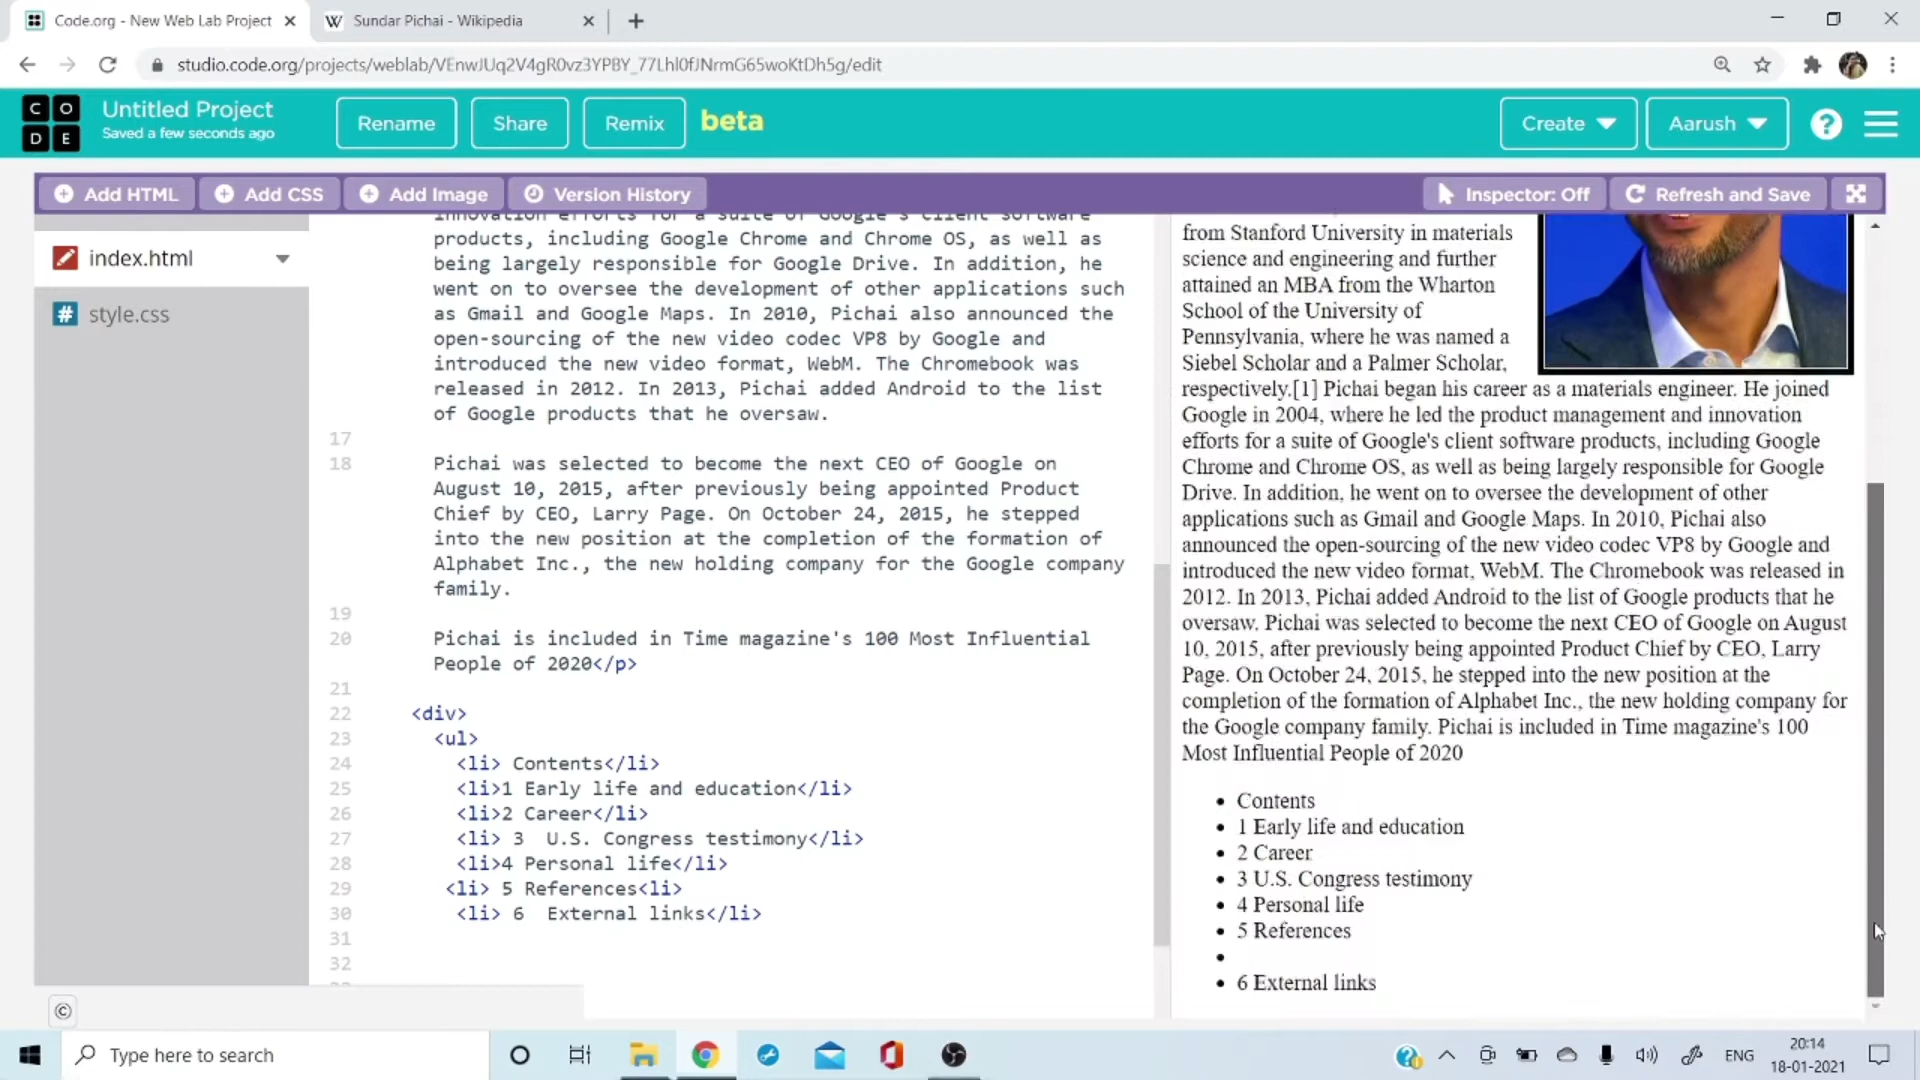 Code.org - New Web Lab Project
Sundar Pichai - Wikipedia
studio.code.org/projects/weblab/VEnwJUq2V4gR0vz3YP8Y_77Lhl0fJNrmG65woKtDh5g/edit
C O
D E
Untitled Project
Saved a few seconds ago
Rename
Share
Remix
beta
Create
Aarush
?
Add HTML
Add CSS
Add Image
Version History
Inspector: Off
Refresh and Save
index.html
style.css
innovation efforts for a suite of Google's client software
products, including Google Chrome and Chrome OS, as well as
being largely responsible for Google Drive. In addition, he
went on to oversee the development of other applications such
as Gmail and Google Maps. In 2010, Pichai also announced the
open-sourcing of the new video codec VP8 by Google and
introduced the new video format, WebM. The Chromebook was
released in 2012. In 2013, Pichai added Android to the list
of Google products that he oversaw.
17
18 Pichai was selected to become the next CEO of Google on
August 10, 2015, after previously being appointed Product
Chief by CEO, Larry Page. On October 24, 2015, he stepped
into the new position at the completion of the formation of
Alphabet Inc., the new holding company for the Google company
family.
19
20 Pichai is included in Time magazine's 100 Most Influential
People of 2020</p>
21
22 <div>
23 <ul>
24 <li> Contents</li>
25 <li>1 Early life and education</li>
26 <li>2 Career</li>
27 <li> 3  U.S. Congress testimony</li>
28 <li>4 Personal life</li>
29 <li> 5 References<li>
30 <li> 6  External links</li>
31
32
from Stanford University in materials
science and engineering and further
attained an MBA from the Wharton
School of the University of
Pennsylvania, where he was named a
Siebel Scholar and a Palmer Scholar,
respectively.[1] Pichai began his career as a materials engineer. He joined
Google in 2004, where he led the product management and innovation
efforts for a suite of Google's client software products, including Google
Chrome and Chrome OS, as well as being largely responsible for Google
Drive. In addition, he went on to oversee the development of other
applications such as Gmail and Google Maps. In 2010, Pichai also
announced the open-sourcing of the new video codec VP8 by Google and
introduced the new video format, WebM. The Chromebook was released in
2012. In 2013, Pichai added Android to the list of Google products that he
oversaw. Pichai was selected to become the next CEO of Google on August
10, 2015, after previously being appointed Product Chief by CEO, Larry
Page. On October 24, 2015, he stepped into the new position at the
completion of the formation of Alphabet Inc., the new holding company for
the Google company family. Pichai is included in Time magazine's 100
Most Influential People of 2020
• Contents
• 1 Early life and education
• 2 Career
• 3 U.S. Congress testimony
• 4 Personal life
• 5 References
•
• 6 External links
©
Type here to search
ENG
20:14
18-01-2021